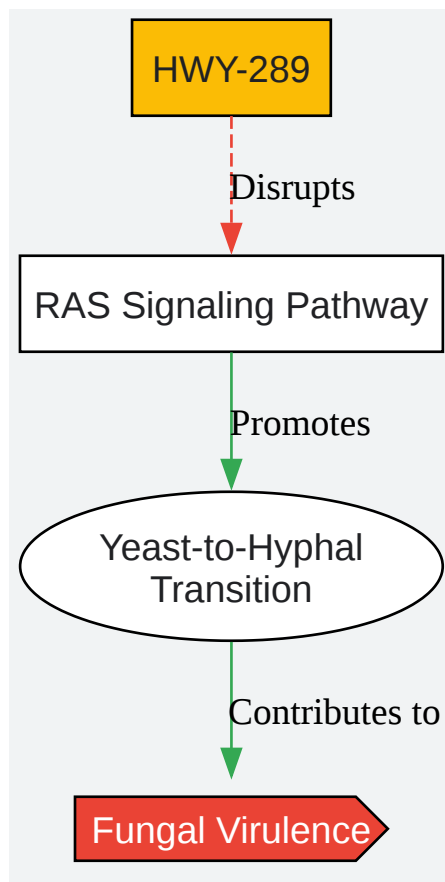 HWY-289
Disrupts
RAS Signaling Pathway
Promotes
Yeast-to-Hyphal
Transition
Contributes to
Fungal Virulence